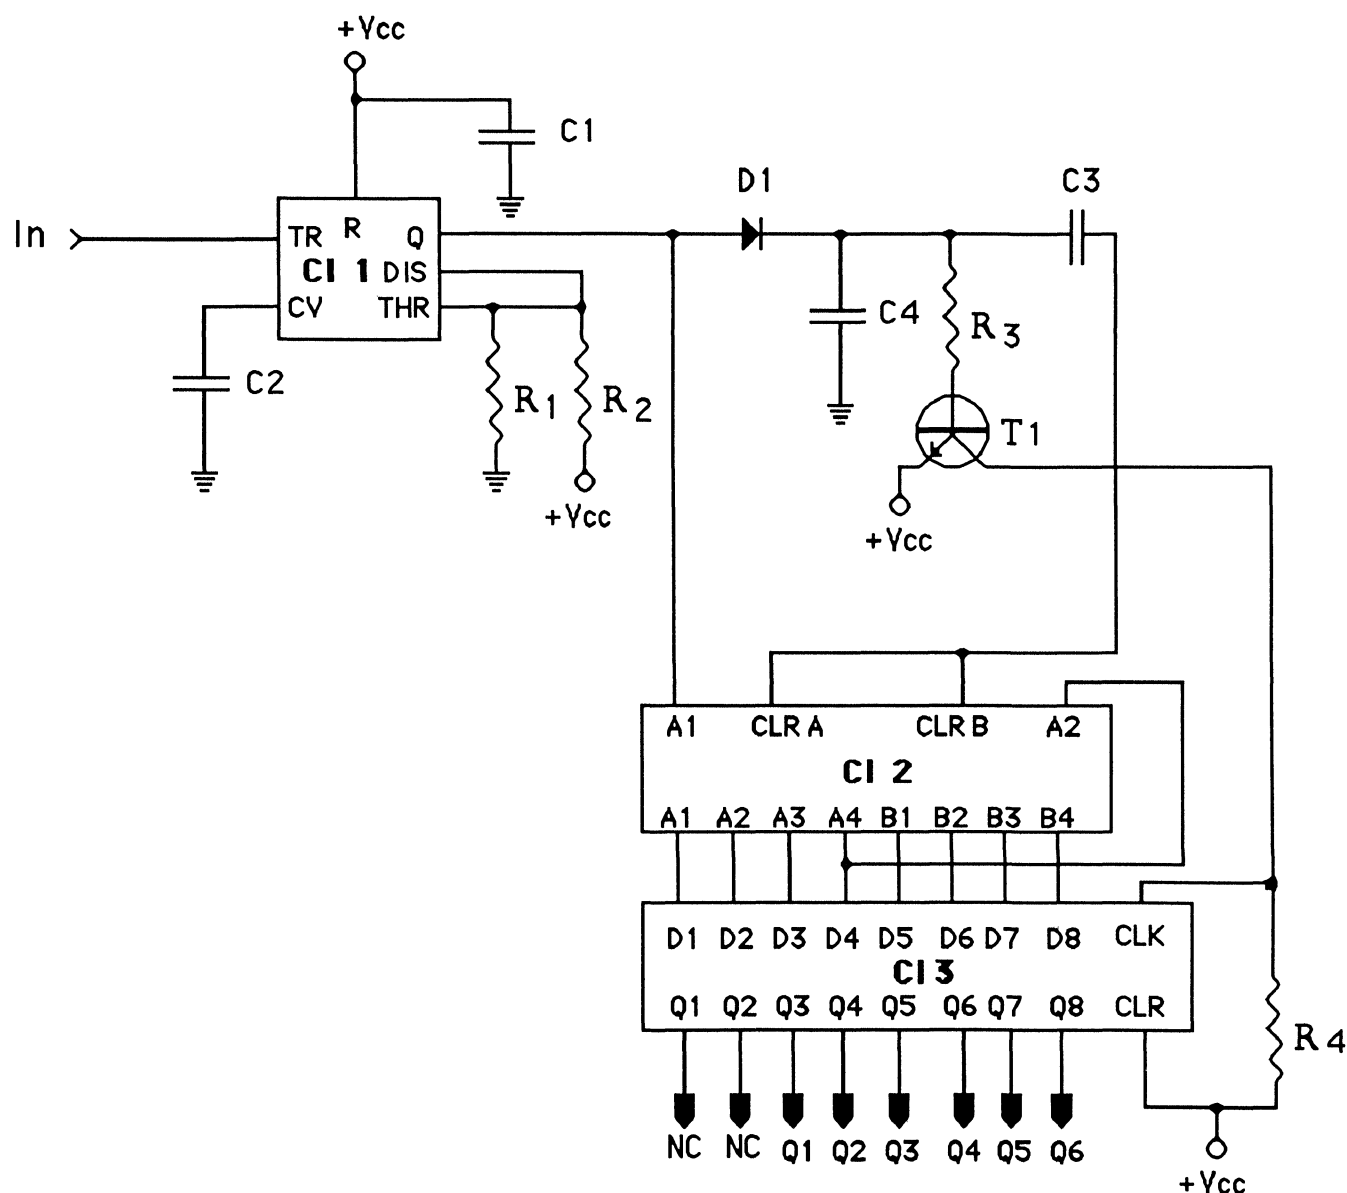 +Vcc
C1
D1
C3
In
TR
R
Q
CI 1
DIS
CV
THR
C4
R3
C2
R1
R2
T1
+Vcc
+Vcc
A1
CLR A
CLR B
A2
CI 2
A1 A2 A3 A4 B1 B2 B3 B4
D1 D2 D3 D4 D5 D6 D7 D8 CLK
CI 3
Q1 Q2 Q3 Q4 Q5 Q6 Q7 Q8 CLR
R4
NC NC Q1 Q2 Q3 Q4 Q5 Q6
+Vcc